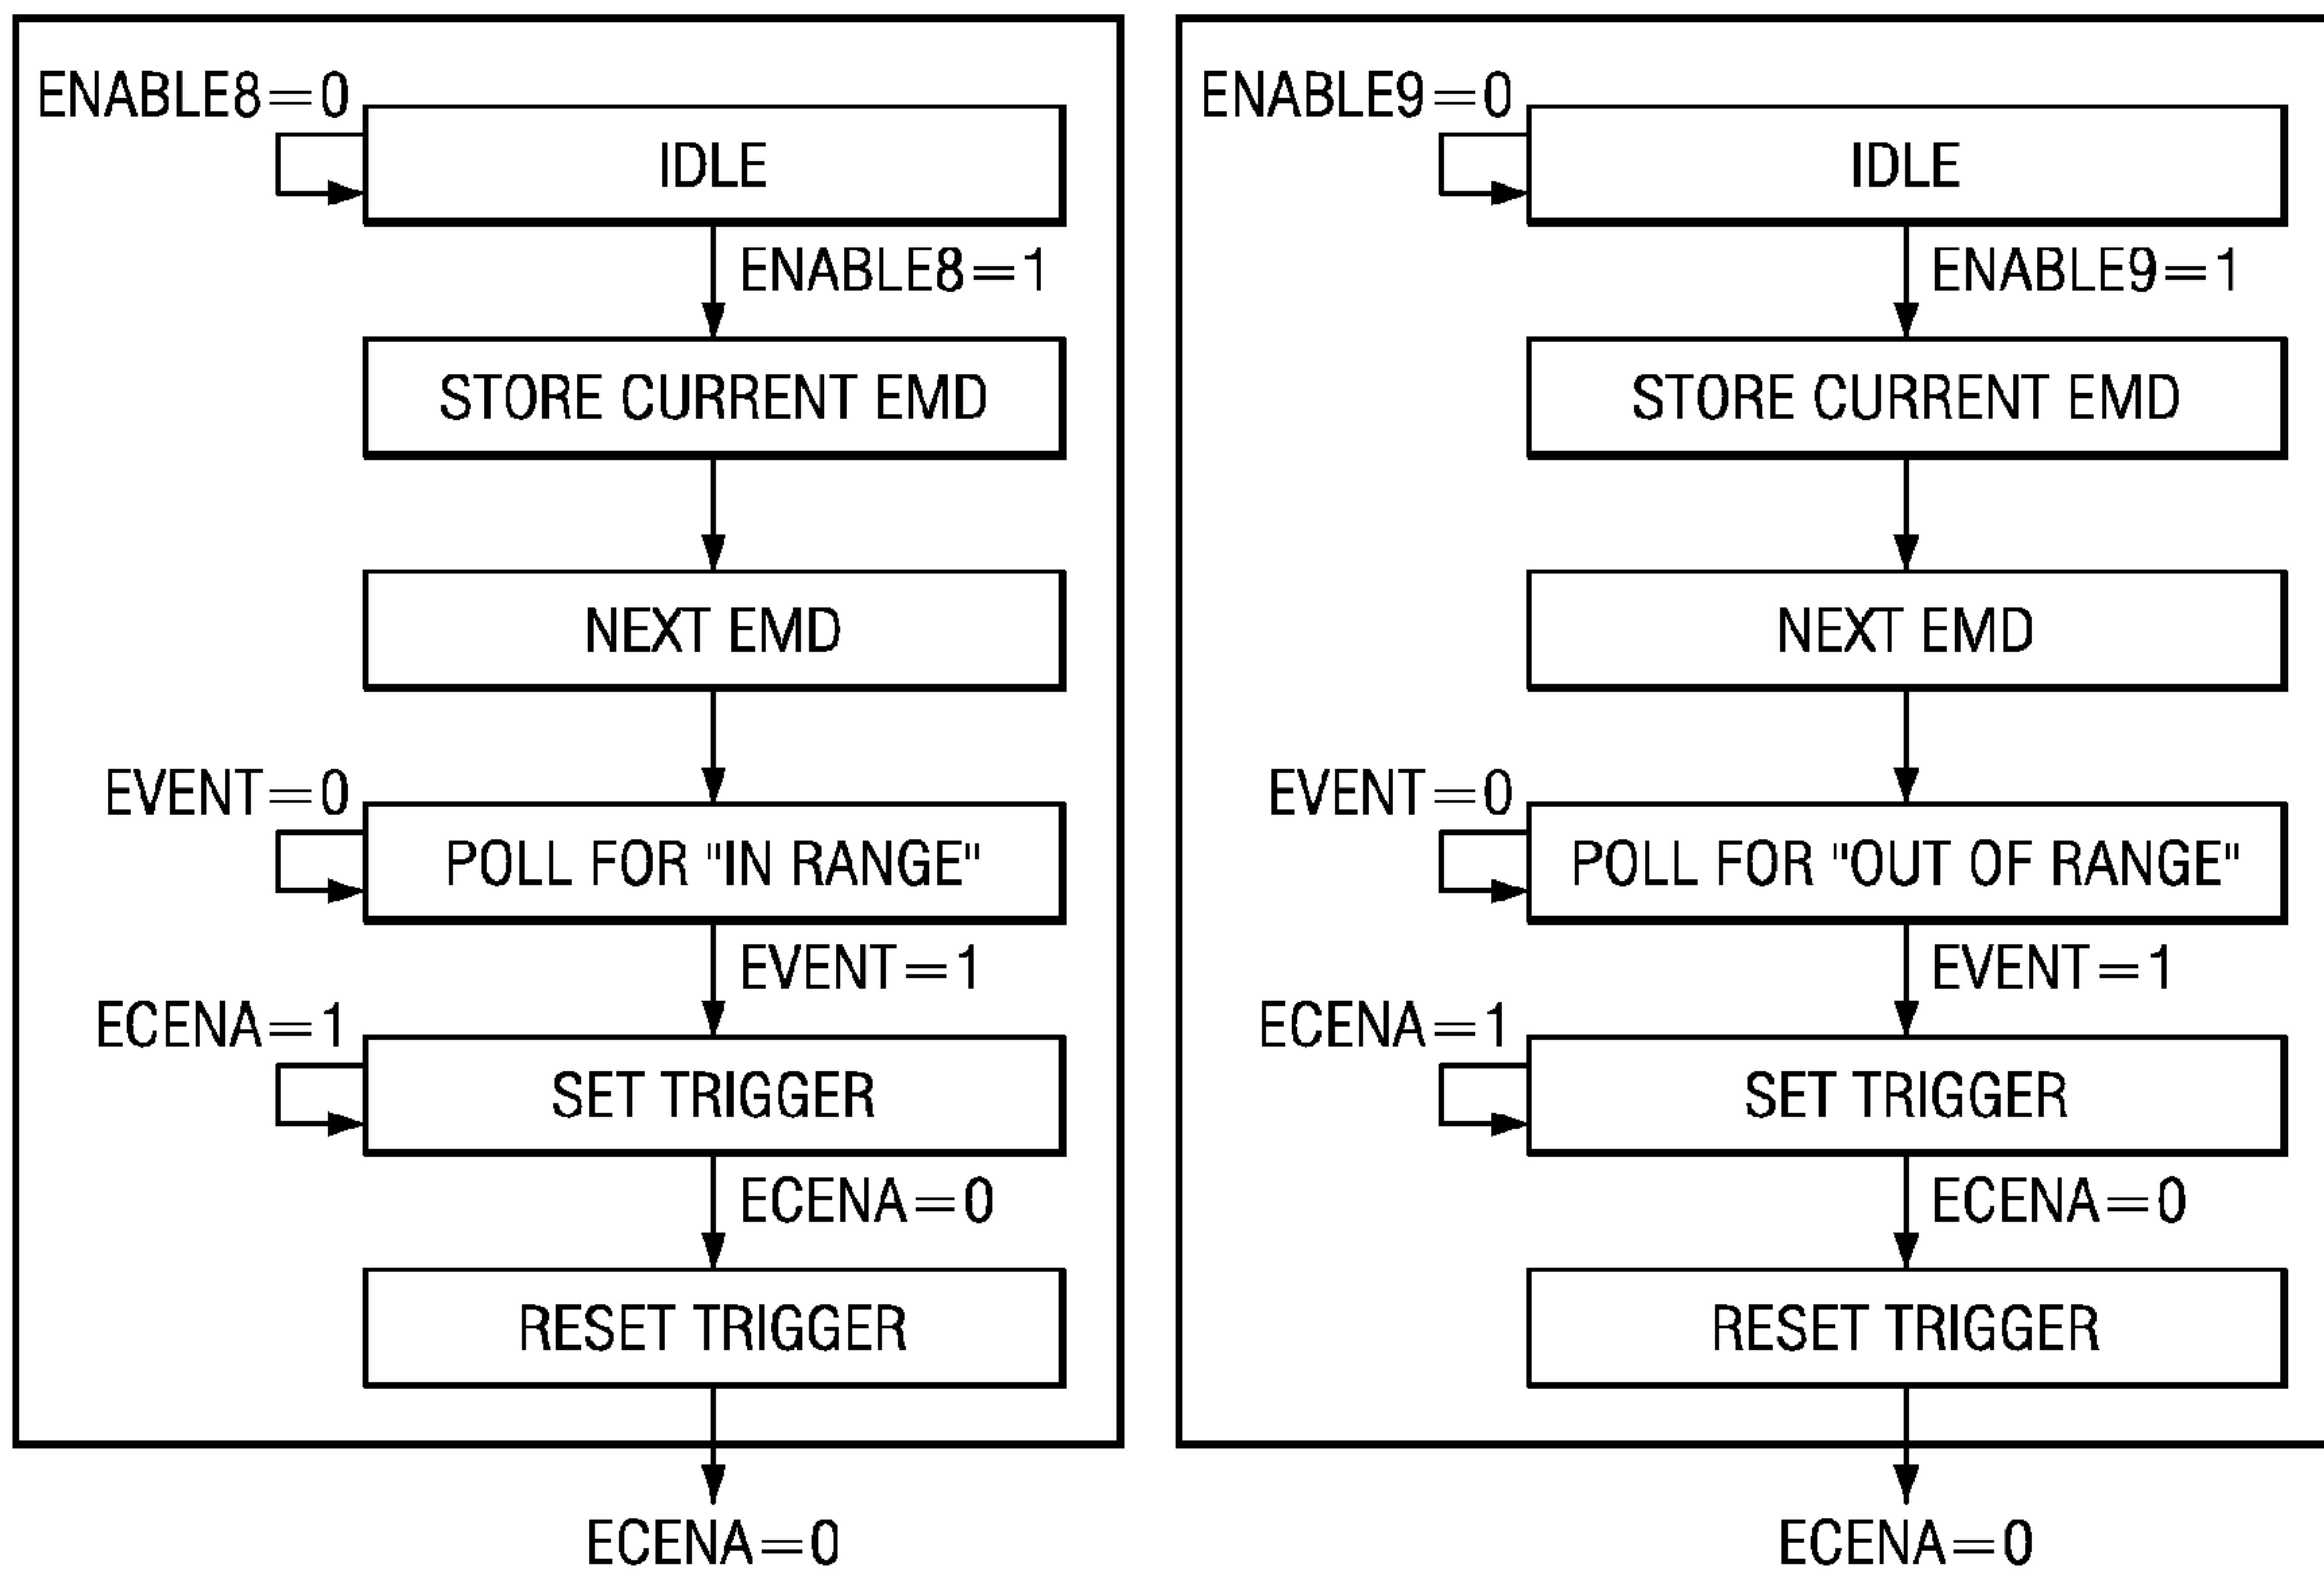 ENABLE8=0
IDLE
ENABLE8=1
STORE CURRENT EMD
NEXT EMD
EVENT=0
POLL FOR "IN RANGE"
EVENT=1
ECENA=1
SET TRIGGER
ECENA=0
RESET TRIGGER
ECENA=0
ENABLE9=0
IDLE
ENABLE9=1
STORE CURRENT EMD
NEXT EMD
EVENT=0
POLL FOR "OUT OF RANGE"
EVENT=1
ECENA=1
SET TRIGGER
ECENA=0
RESET TRIGGER
ECENA=0